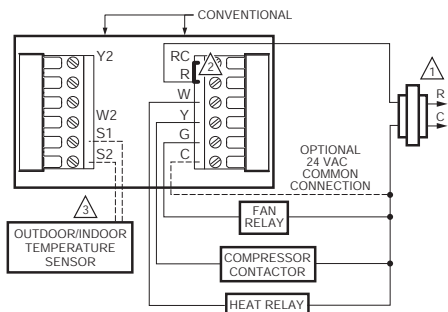 CONVENTIONAL
Y2
RC
2
R
1
R
W
C
Y
W2
G
S1
C
S2
OPTIONAL
24 VAC
COMMON
CONNECTION
3
FAN
RELAY
OUTDOOR/INDOOR
TEMPERATURE
SENSOR
COMPRESSOR
CONTACTOR
HEAT RELAY